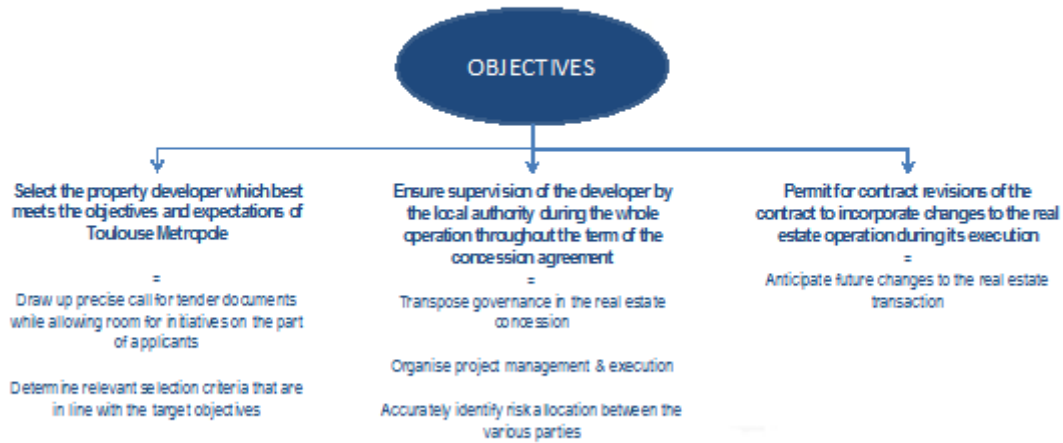 OBJECTIVES
Select the property developer which best
meets the objectives and expectations of
Toulouse Metropole
=
Draw up precise call for tender documents
while allowing room for initiatives on the part
of applicants
Determine relevant selection criteria that are
in line with the target objectives
Ensure supervision of the developer by
the local authority during the whole
operation throughout the term of the
concession agreement
=
Transpose governance in the real estate
concession
Organise project management & execution
Accurately identify risk allocation between the
various parties
Permit for contract revisions of the
contract to incorporate changes to the real
estate operation during its execution
=
Anticipate future changes to the real estate
transaction